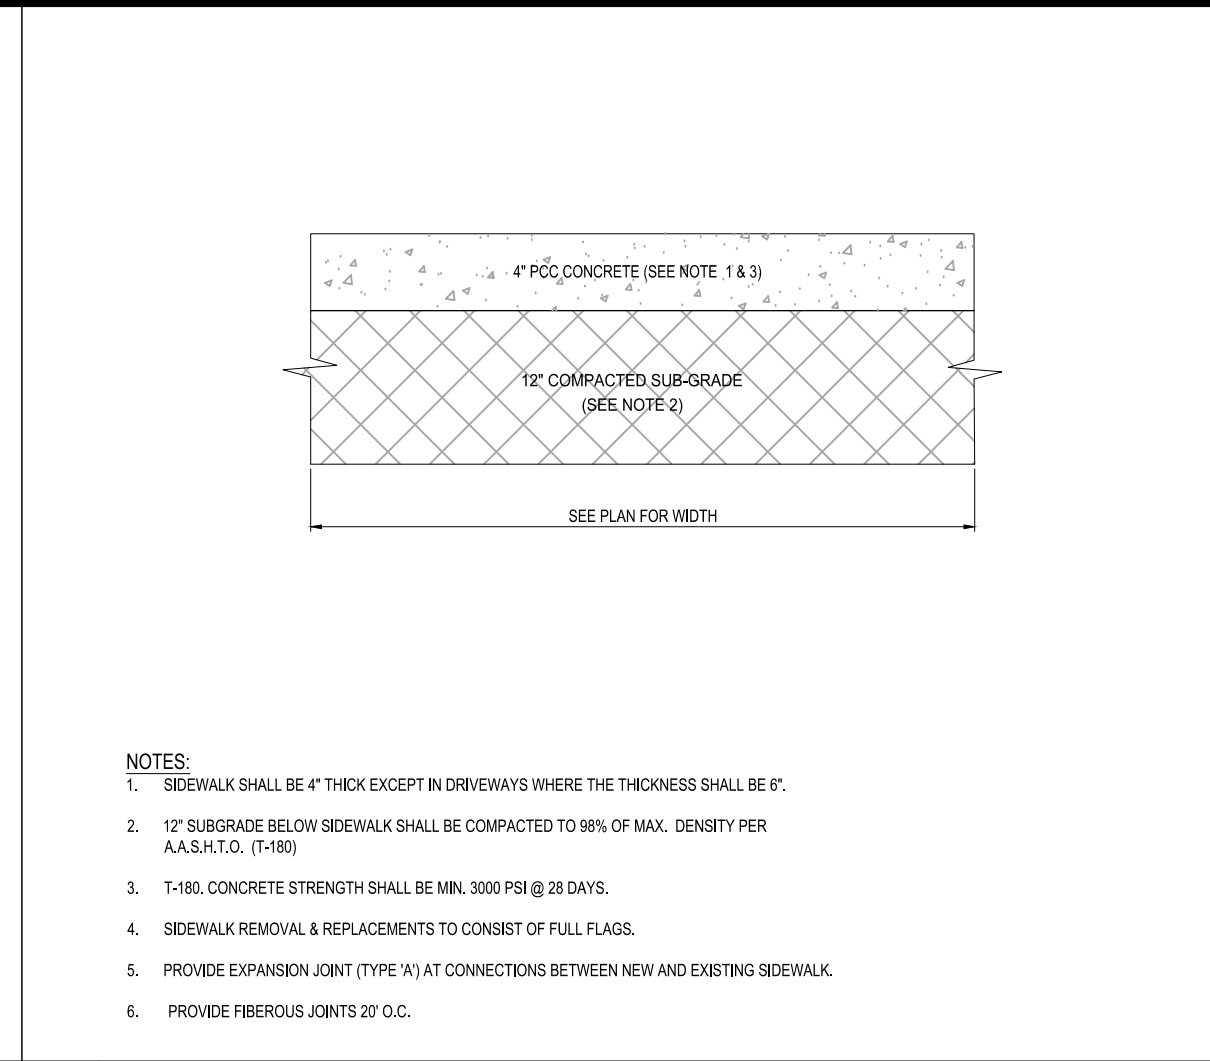 4" PCC CONCRETE (SEE NOTE 1 & 3)
12" COMPACTED SUB-GRADE
(SEE NOTE 2)
SEE PLAN FOR WIDTH
NOTES:
1. SIDEWALK SHALL BE 4" THICK EXCEPT IN DRIVEWAYS WHERE THE THICKNESS SHALL BE 6".
2. 12" SUBGRADE BELOW SIDEWALK SHALL BE COMPACTED TO 98% OF MAX. DENSITY PER
A.A.S.H.T.O. (T-180)
3. T-180. CONCRETE STRENGTH SHALL BE MIN. 3000 PSI @ 28 DAYS.
4. SIDEWALK REMOVAL & REPLACEMENTS TO CONSIST OF FULL FLAGS.
5. PROVIDE EXPANSION JOINT (TYPE 'A') AT CONNECTIONS BETWEEN NEW AND EXISTING SIDEWALK.
6. PROVIDE FIBEROUS JOINTS 20' O.C.